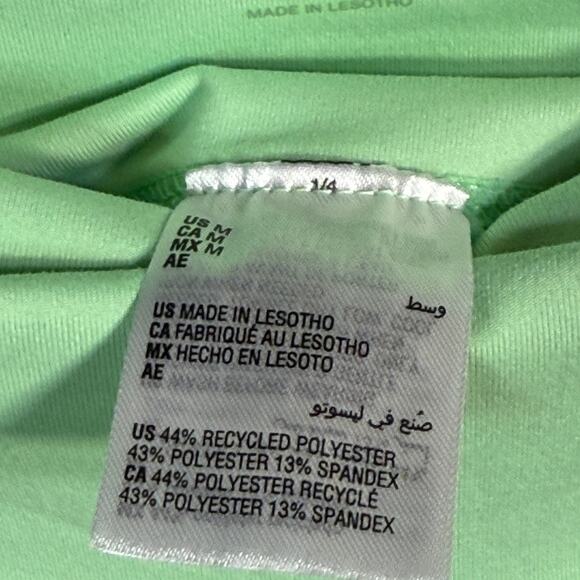 MADE IN LESOTHO
1/4
US M
CA M
MX M
AE
وسط
US MADE IN LESOTHO
CA FABRIQUÉ AU LESOTHO
MX HECHO EN LESOTO
AE
صُنع في ليسوتو
US 44% RECYCLED POLYESTER
43% POLYESTER 13% SPANDEX
CA 44% POLYESTER RECYCLÉ
43% POLYESTER 13% SPANDEX